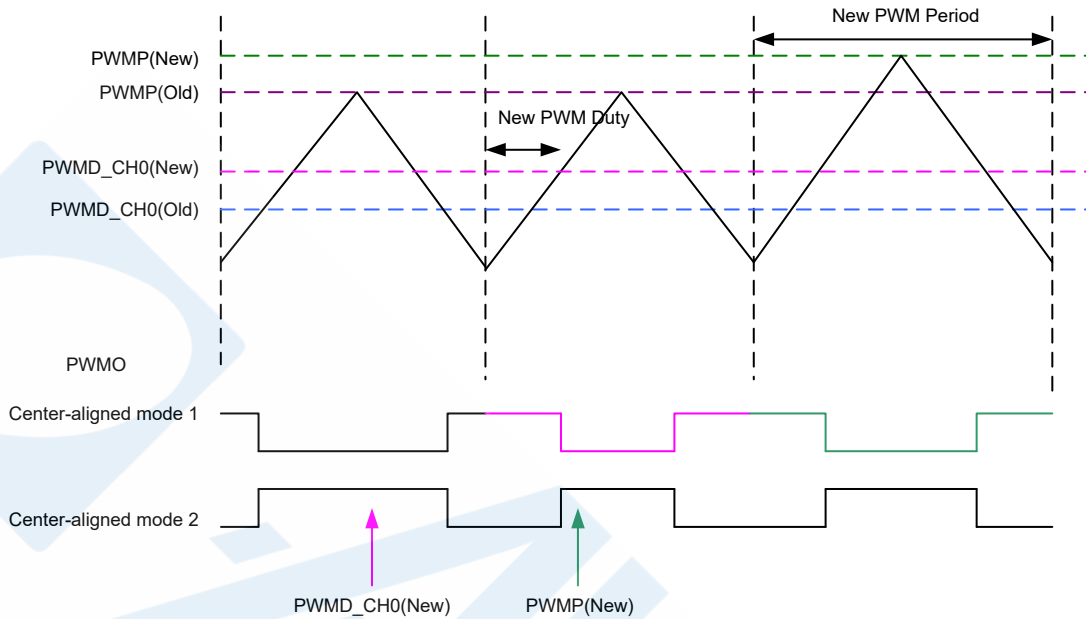 New PWM Period
PWMP(New)
PWMP(Old)
New PWM Duty
PWMD_CH0(New)
PWMD_CH0(Old)
PWMO
Center-aligned mode 1
Center-aligned mode 2
PWMD_CH0(New)
PWMP(New)